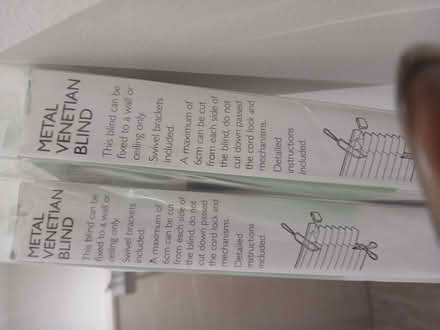 METAL
VENETIAN
BLIND
This blind can be
fixed to a wall or
ceiling only.
Swivel brackets
included.
A maximum of
6cm can be cut
from each side of
the blind, do not
cut down passed
the cord lock and
mechanisms.
Detailed
instructions
included.
METAL
VENETIAN
BLIND
This blind can be
fixed to a wall or
ceiling only.
Swivel brackets
included.
A maximum of
6cm can be cut
from each side of
the blind, do not
cut down passed
the cord lock and
mechanisms.
Detailed
instructions
included.